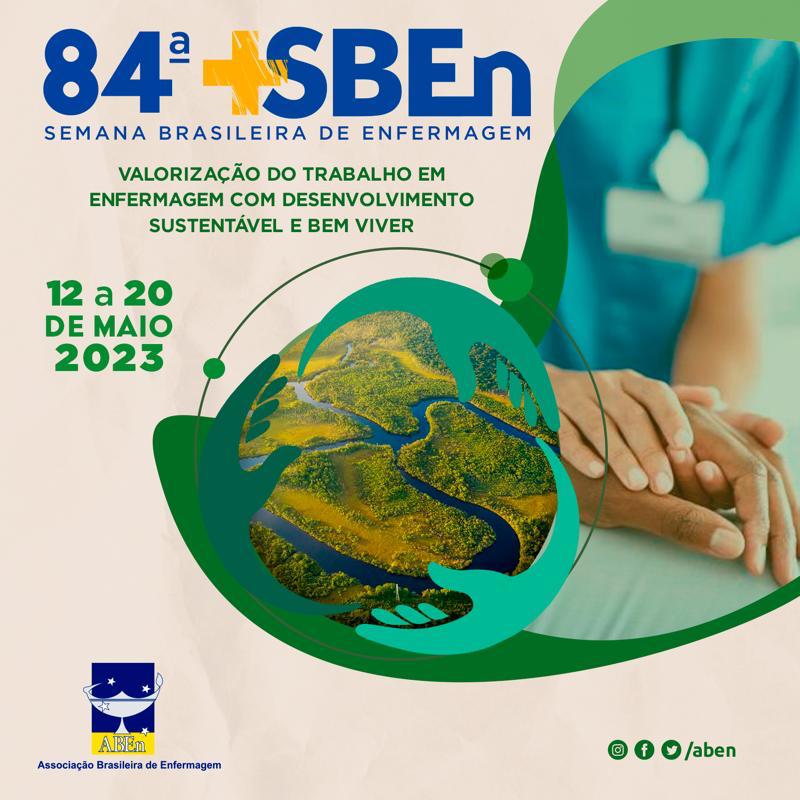 84ª SBEn
SEMANA BRASILEIRA DE ENFERMAGEM
VALORIZAÇÃO DO TRABALHO EM
ENFERMAGEM COM DESENVOLVIMENTO
SUSTENTÁVEL E BEM VIVER
12 a 20
DE MAIO
2023
ABEn
Associação Brasileira de Enfermagem
/aben